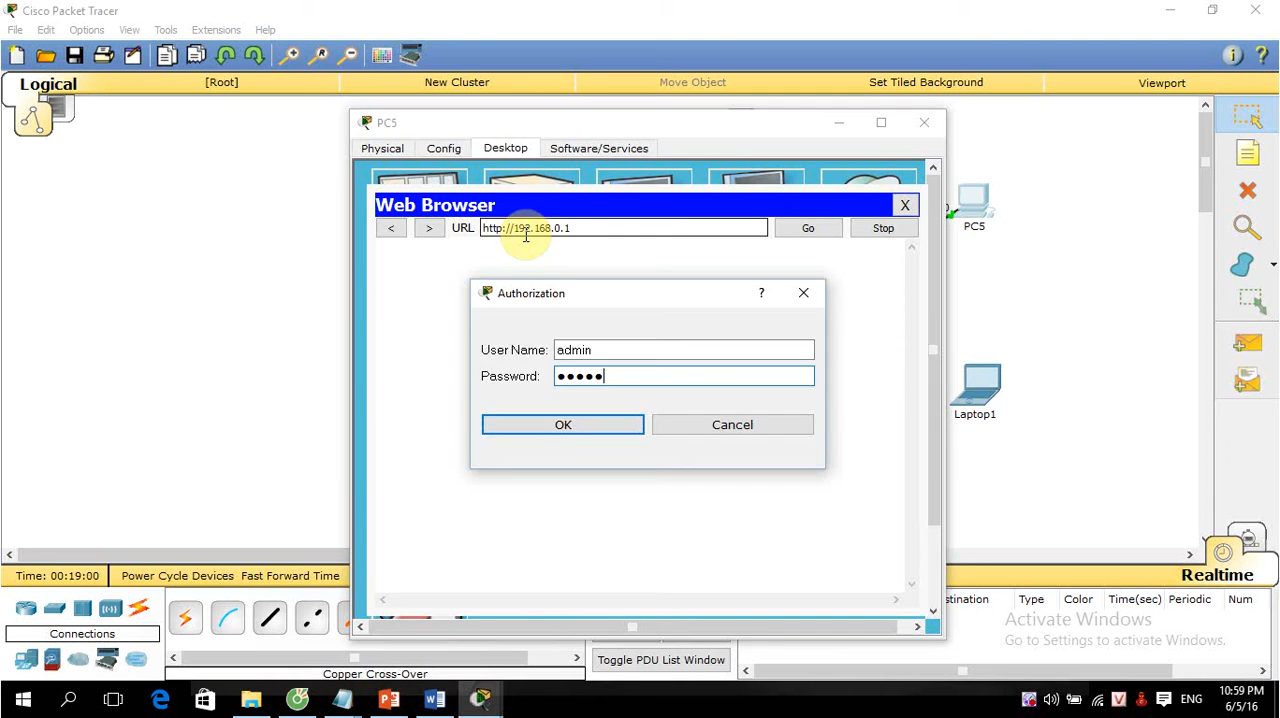 Cisco Packet Tracer
File Edit Options View Tools Extensions Help
Logical [Root] New Cluster Move Object Set Tiled Background Viewport
PC5
Physical Config Desktop Software/Services
Web Browser X
< > URL http://192.168.0.1 Go Stop
PC5
Authorization ?
User Name: admin
Password: ●●●●●
OK Cancel
Laptop1
Time: 00:19:00 Power Cycle Devices Fast Forward Time Realtime
Connections
Copper Cross-Over
Toggle PDU List Window
stination Type Color Time(sec) Periodic Num
Activate Windows
Go to Settings to activate Windows.
ENG
10:59 PM
6/5/16